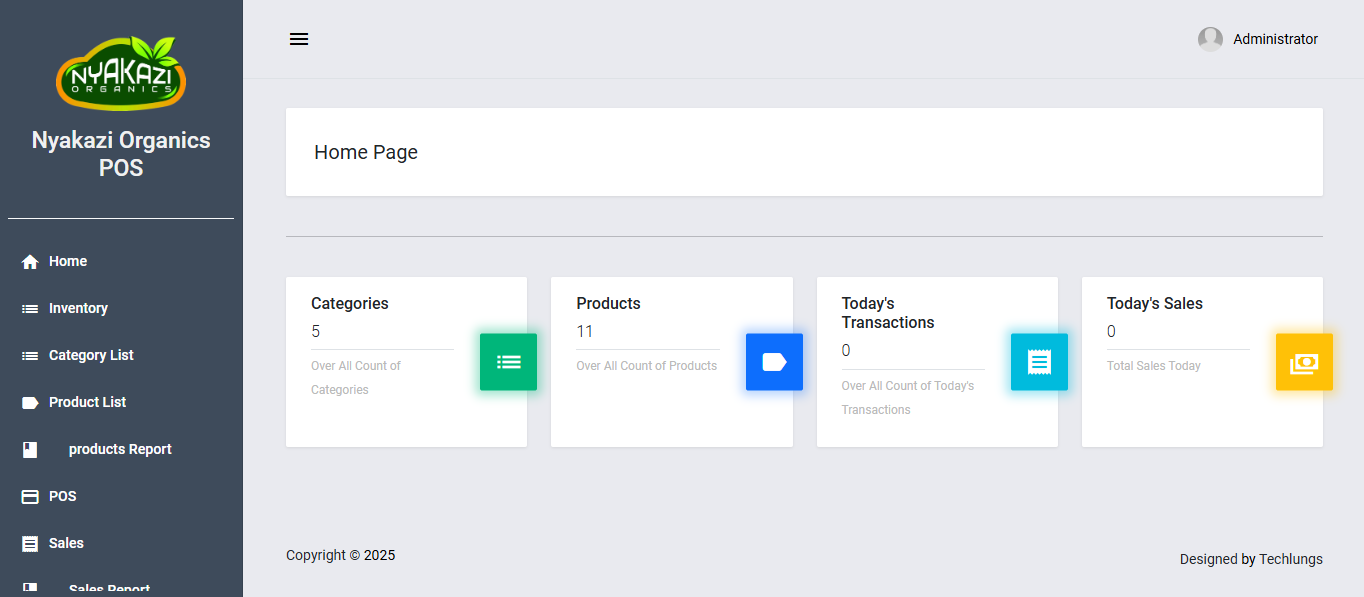 NYAKAZI
ORGANICS
Nyakazi Organics
POS
Home
Inventory
Category List
Product List
products Report
POS
Sales
Sales Report
Administrator
Home Page
Categories
5
Over All Count of
Categories
Products
11
Over All Count of Products
Today's
Transactions
0
Over All Count of Today's
Transactions
Today's Sales
0
Total Sales Today
Copyright © 2025
Designed by Techlungs